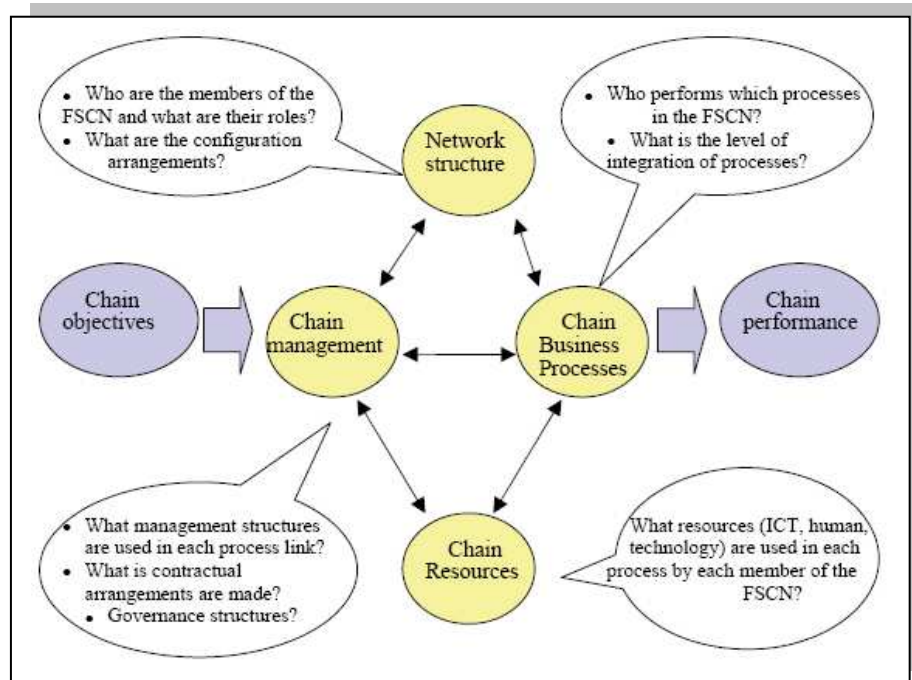 • Who are the members of the
FSCN and what are their roles?
• What are the configuration
arrangements?
• Who performs which processes
in the FSCN?
• What is the level of
integration of processes?
Network
structure
Chain
objectives
Chain
management
Chain
Business
Processes
Chain
performance
• What management structures
are used in each process link?
• What is contractual
arrangements are made?
• Governance structures?
Chain
Resources
What resources (ICT, human,
technology) are used in each
process by each member of the
FSCN?